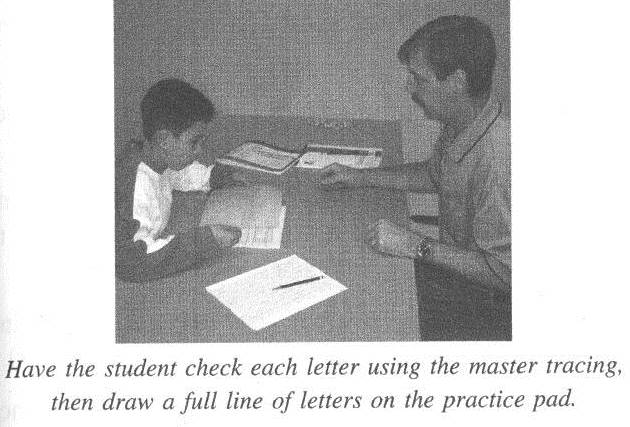 Have the student check each letter using the master tracing,
then draw a full line of letters on the practice pad.